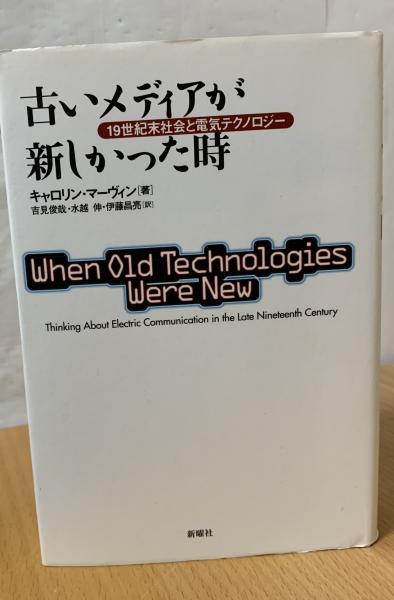 古いメディアが
19世紀末社会と電気テクノロジー
新しかった時
キャロリン・マーヴィン[著]
吉見俊哉・水越 伸・伊藤昌亮[訳]
When Old Technologies
Were New
Thinking About Electric Communication in the Late Nineteenth Century
新曜社